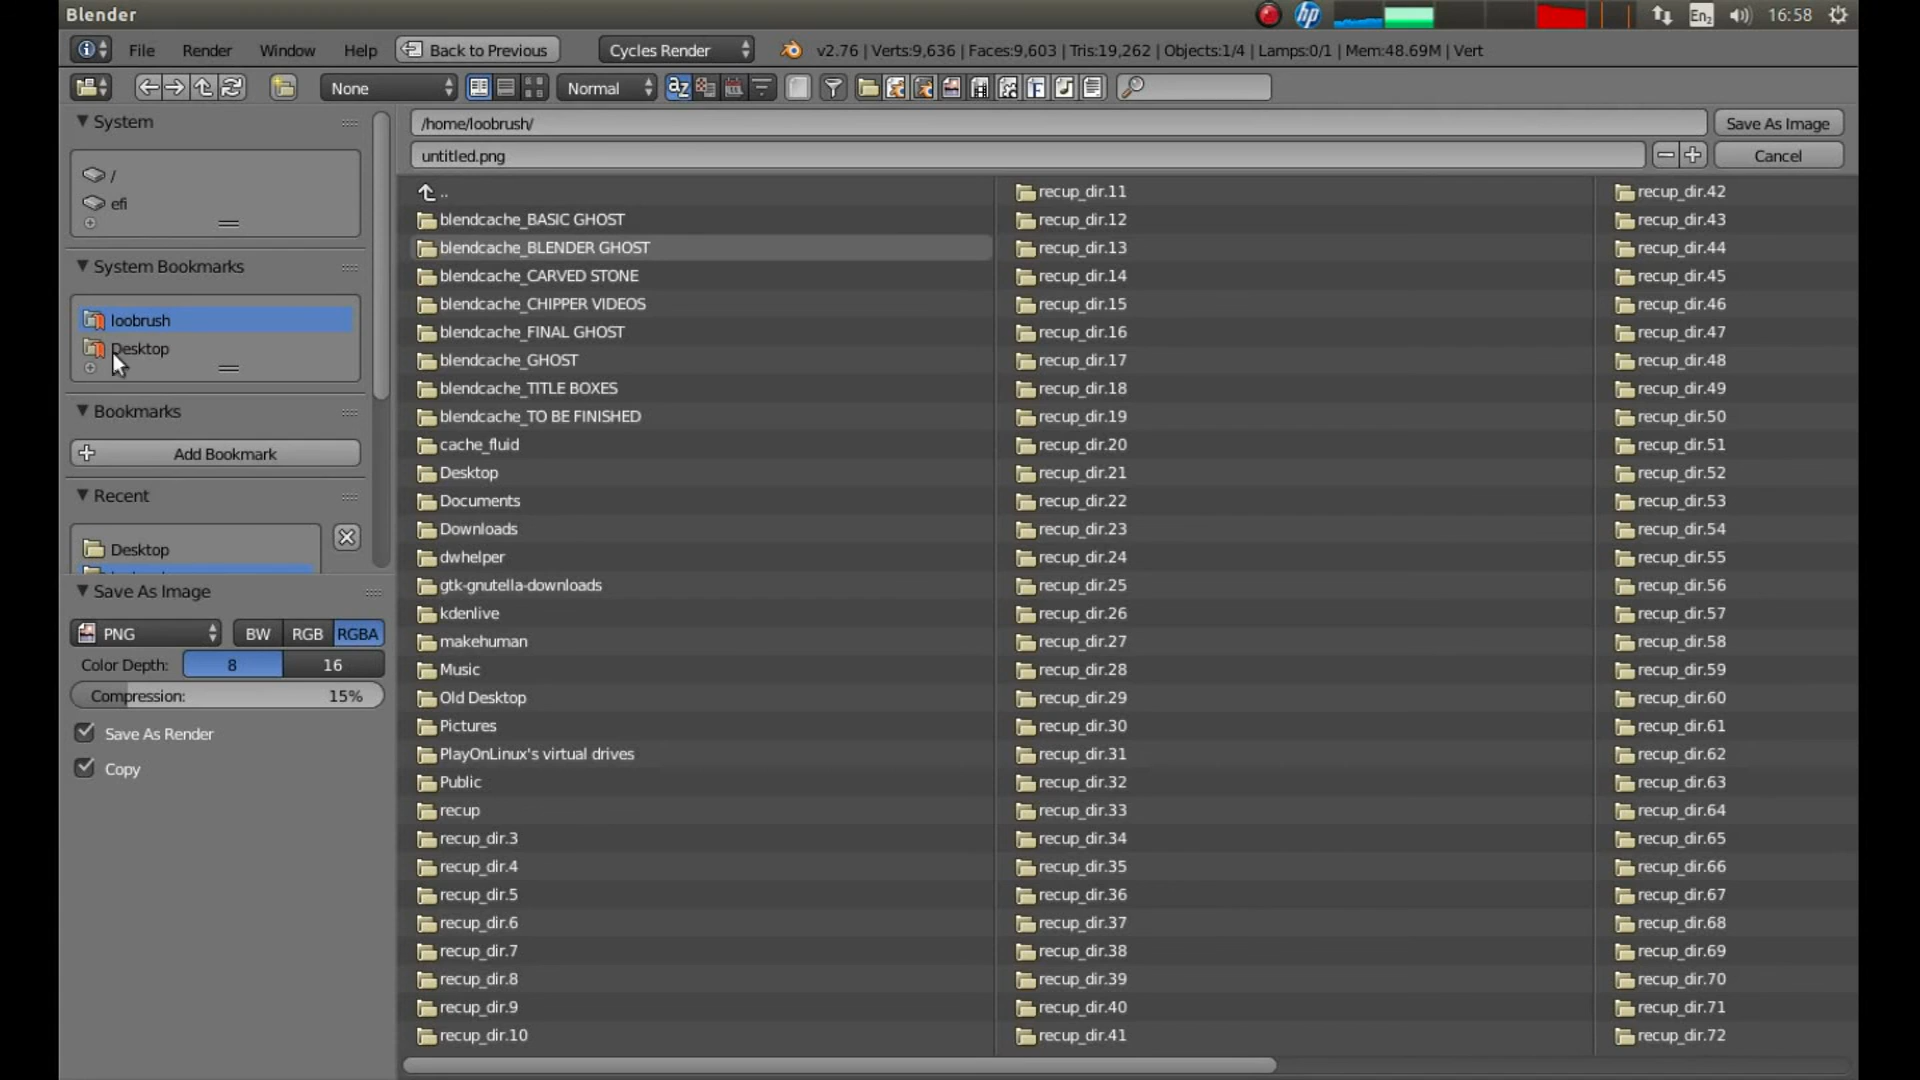 Blender
hp
En2
16:58
File
Render
Window
Help
Back to Previous
Cycles Render
v2.76 | Verts:9,636 | Faces:9,603 | Tris:19,262 | Objects:1/4 | Lamps:0/1 | Mem:48.69M | Vert
None
Normal
az
F
System
/
efi
System Bookmarks
loobrush
Desktop
Bookmarks
Add Bookmark
Recent
Desktop
Save As Image
PNG
BW
RGB
RGBA
Color Depth:
8
16
Compression: 15%
Save As Render
Copy
/home/loobrush/
Save As Image
untitled.png
Cancel
..
blendcache_BASIC GHOST
blendcache_BLENDER GHOST
blendcache_CARVED STONE
blendcache_CHIPPER VIDEOS
blendcache_FINAL GHOST
blendcache_GHOST
blendcache_TITLE BOXES
blendcache_TO BE FINISHED
cache_fluid
Desktop
Documents
Downloads
dwhelper
gtk-gnutella-downloads
kdenlive
makehuman
Music
Old Desktop
Pictures
PlayOnLinux's virtual drives
Public
recup
recup_dir.3
recup_dir.4
recup_dir.5
recup_dir.6
recup_dir.7
recup_dir.8
recup_dir.9
recup_dir.10
recup_dir.11
recup_dir.12
recup_dir.13
recup_dir.14
recup_dir.15
recup_dir.16
recup_dir.17
recup_dir.18
recup_dir.19
recup_dir.20
recup_dir.21
recup_dir.22
recup_dir.23
recup_dir.24
recup_dir.25
recup_dir.26
recup_dir.27
recup_dir.28
recup_dir.29
recup_dir.30
recup_dir.31
recup_dir.32
recup_dir.33
recup_dir.34
recup_dir.35
recup_dir.36
recup_dir.37
recup_dir.38
recup_dir.39
recup_dir.40
recup_dir.41
recup_dir.42
recup_dir.43
recup_dir.44
recup_dir.45
recup_dir.46
recup_dir.47
recup_dir.48
recup_dir.49
recup_dir.50
recup_dir.51
recup_dir.52
recup_dir.53
recup_dir.54
recup_dir.55
recup_dir.56
recup_dir.57
recup_dir.58
recup_dir.59
recup_dir.60
recup_dir.61
recup_dir.62
recup_dir.63
recup_dir.64
recup_dir.65
recup_dir.66
recup_dir.67
recup_dir.68
recup_dir.69
recup_dir.70
recup_dir.71
recup_dir.72